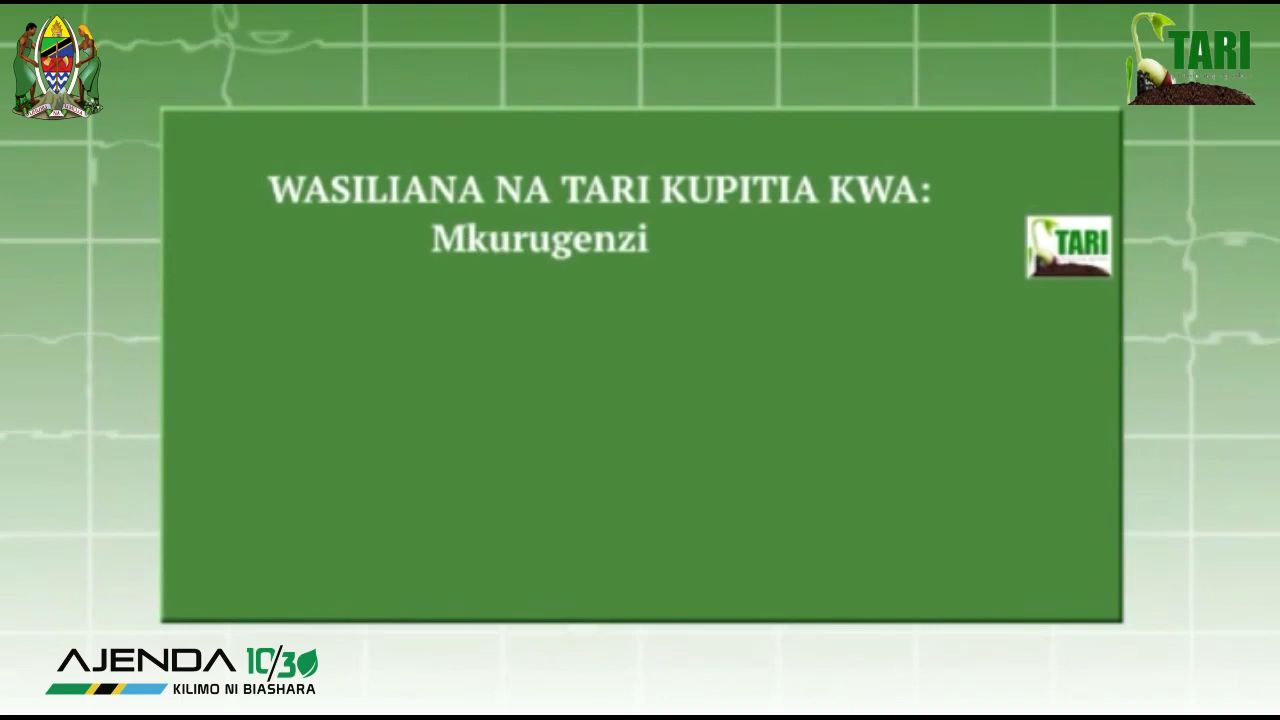 TARI
WASILIANA NA TARI KUPITIA KWA:
Mkurugenzi
TARI
AJENDA 10/30
KILIMO NI BIASHARA